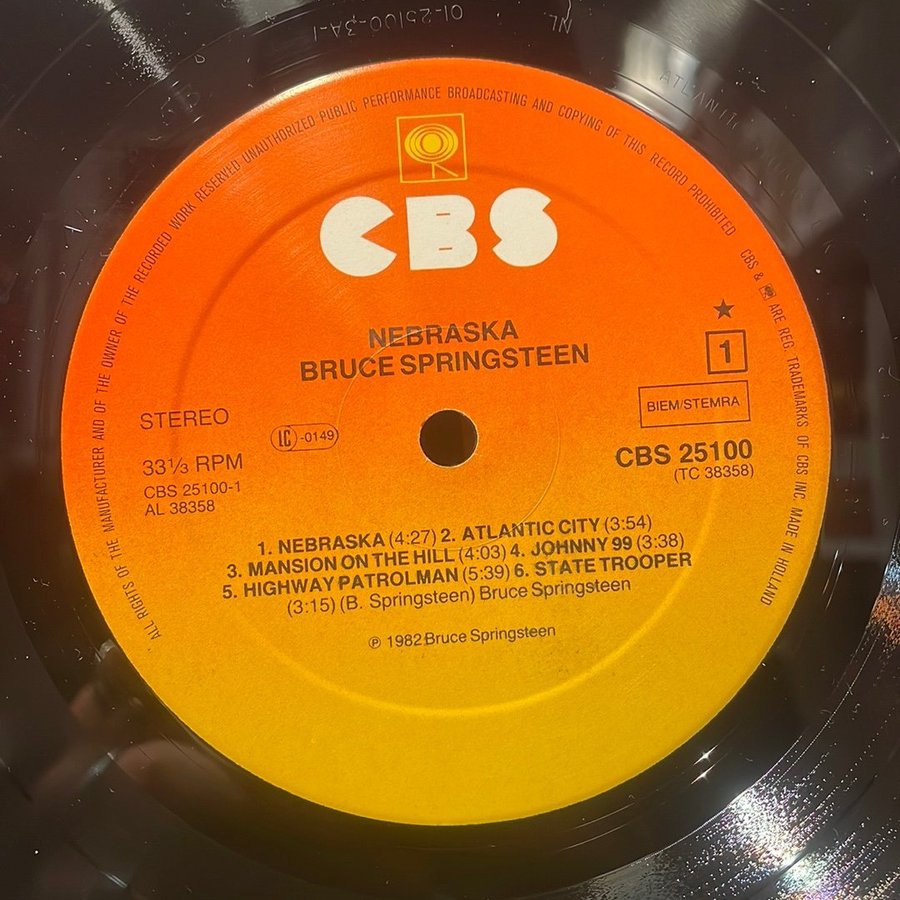 01-25100-3A-1
NL
ALL RIGHTS OF THE MANUFACTURER AND OF THE OWNER OF THE RECORDED WORK RESERVED UNAUTHORIZED PUBLIC PERFORMANCE BROADCASTING AND COPYING OF THIS RECORD PROHIBITED CBS & ARE REG. TRADEMARKS OF CBS INC. MADE IN HOLLAND
CBS
NEBRASKA
BRUCE SPRINGSTEEN
STEREO
LC -0149
33⅓ RPM
CBS 25100-1
AL 38358
★
1
BIEM/STEMRA
CBS 25100
(TC 38358)
1. NEBRASKA (4:27) 2. ATLANTIC CITY (3:54)
3. MANSION ON THE HILL (4:03) 4. JOHNNY 99 (3:38)
5. HIGHWAY PATROLMAN (5:39) 6. STATE TROOPER
(3:15) (B. Springsteen) Bruce Springsteen
℗ 1982 Bruce Springsteen